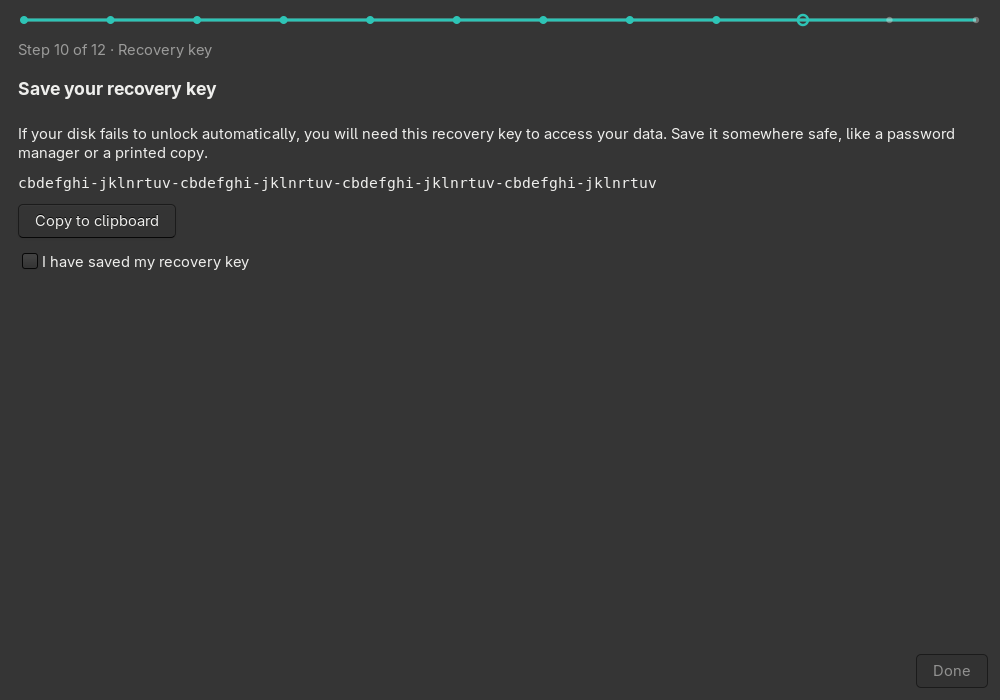 Step 10 of 12 · Recovery key
Save your recovery key
If your disk fails to unlock automatically, you will need this recovery key to access your data. Save it somewhere safe, like a password
manager or a printed copy.
cbdefghi-jklnrtuv-cbdefghi-jklnrtuv-cbdefghi-jklnrtuv-cbdefghi-jklnrtuv
Copy to clipboard
I have saved my recovery key
Done